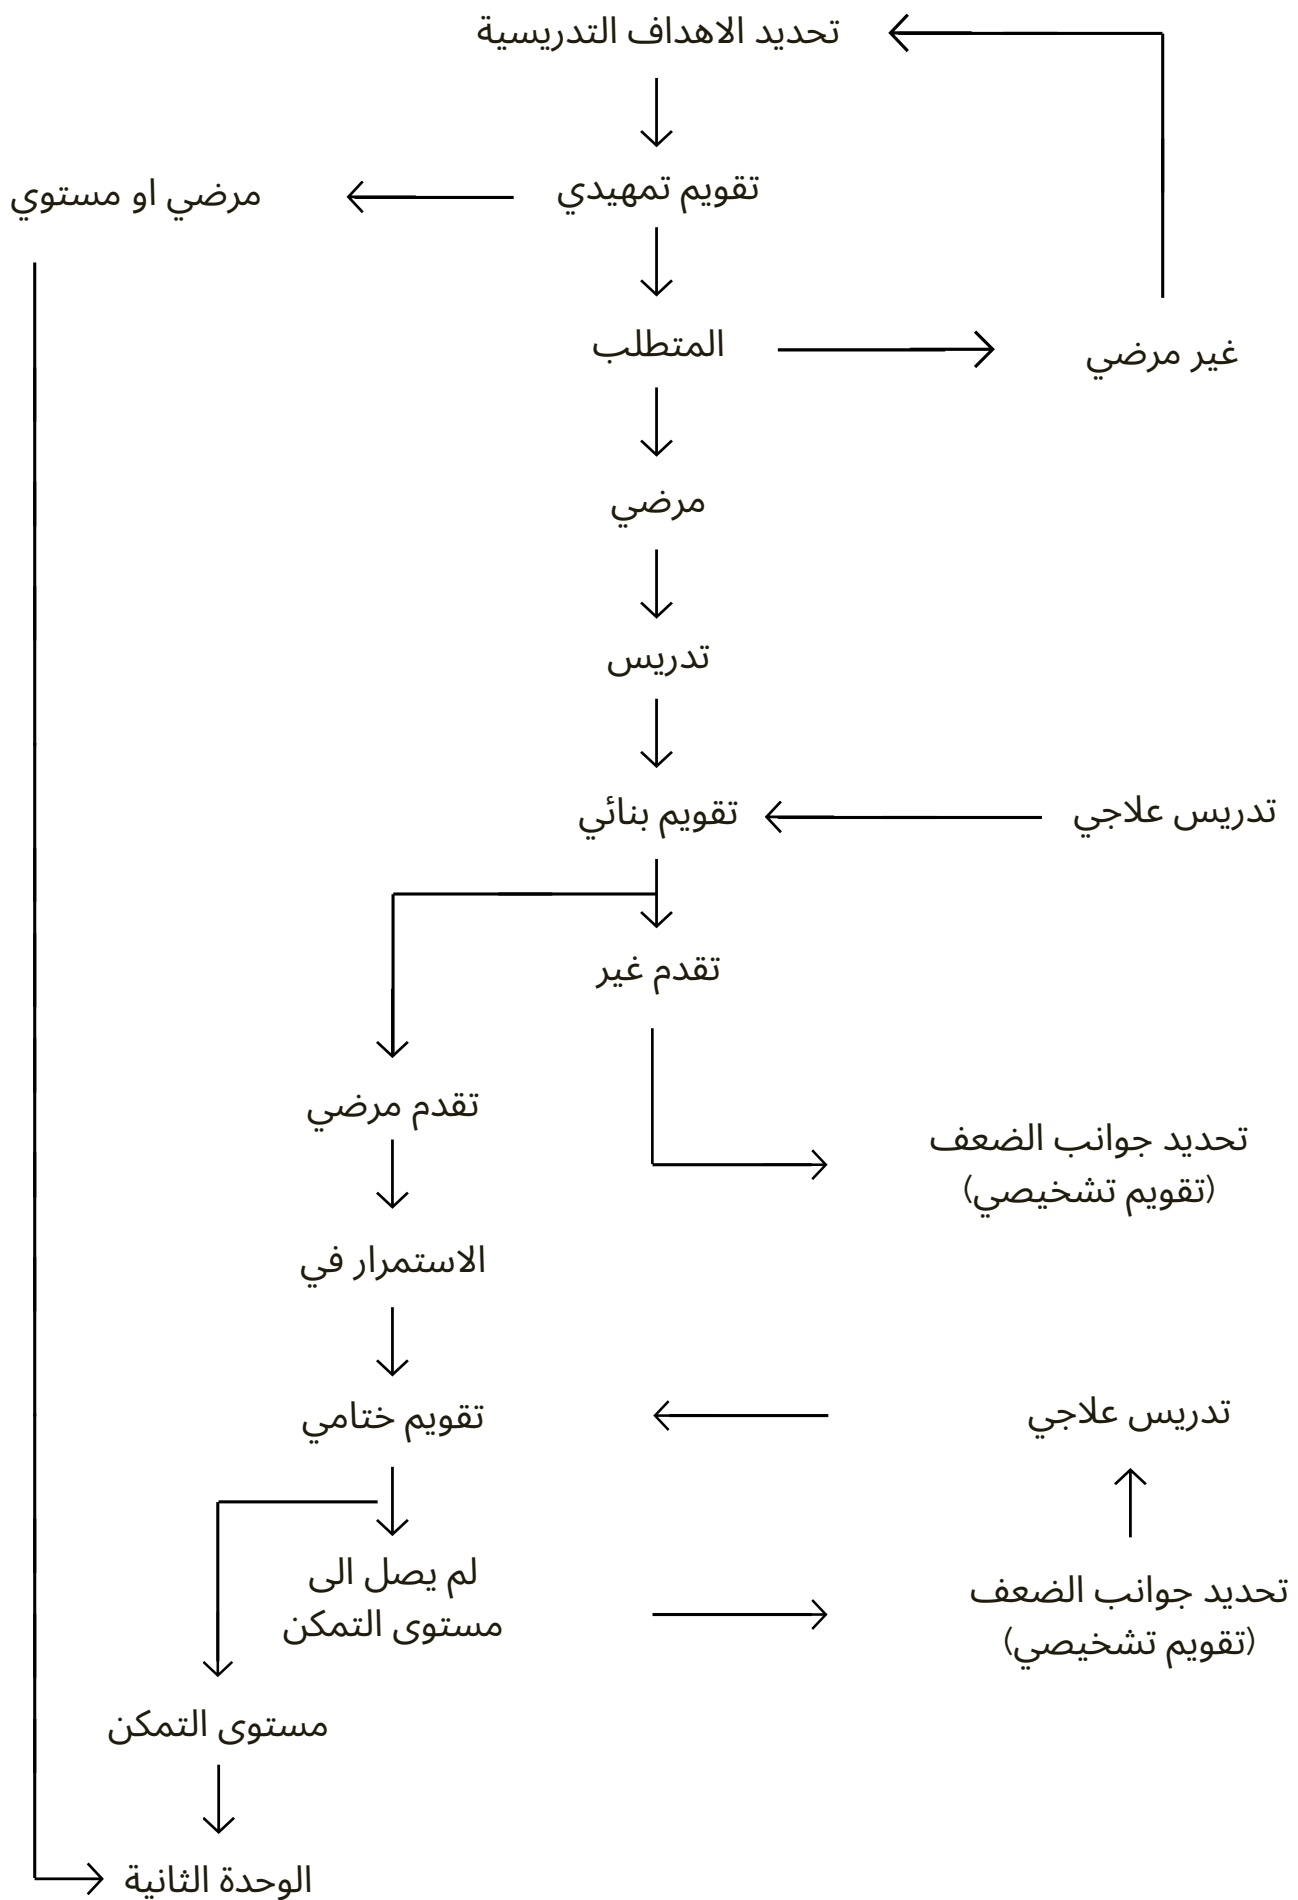 تحديد الاهداف التدريسية
تقويم تمهيدي
مرضي او مستوي
المتطلب
غير مرضي
مرضي
تدريس
تدريس علاجي
تقويم بنائي
تقدم غير
تقدم مرضي
تحديد جوانب الضعف
(تقويم تشخيصي)
الاستمرار في
تدريس علاجي
تقويم ختامي
لم يصل الى
مستوى التمكن
تحديد جوانب الضعف
(تقويم تشخيصي)
مستوى التمكن
الوحدة الثانية